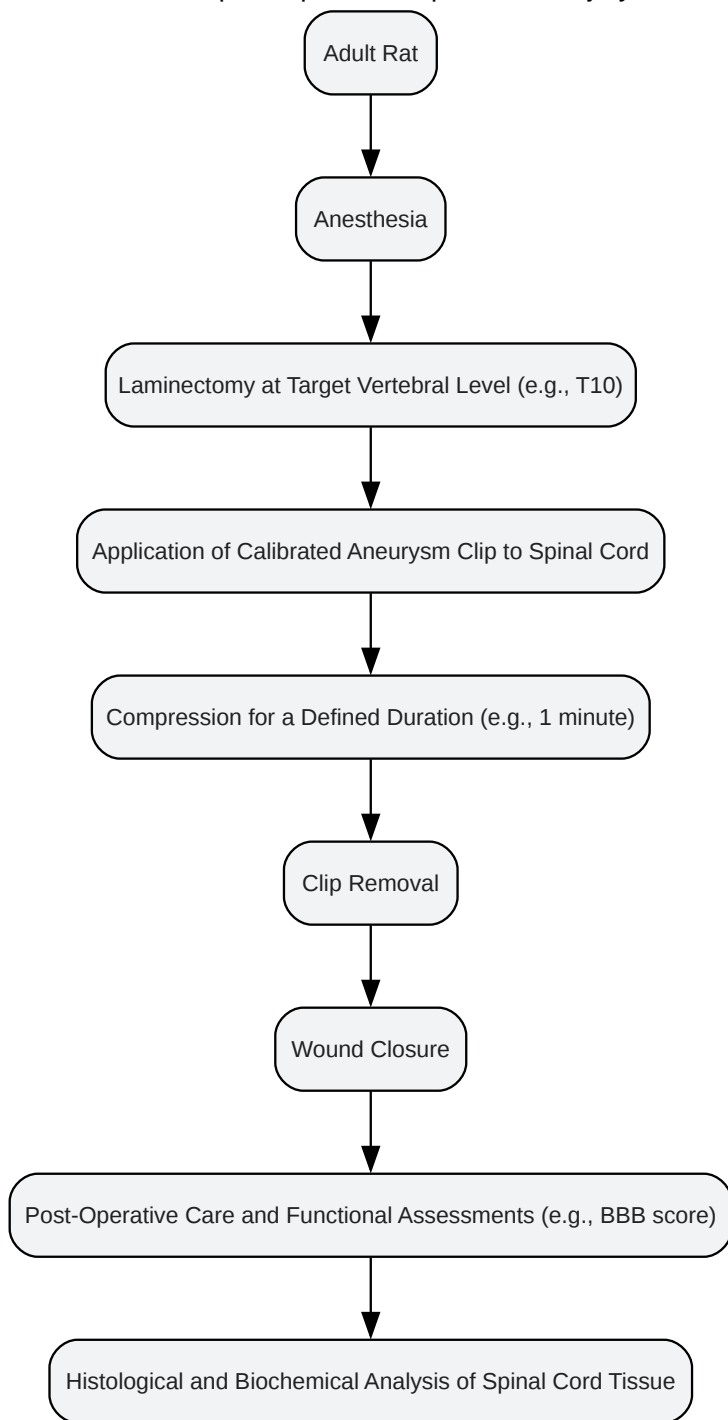 Adult Rat
Anesthesia
Laminectomy at Target Vertebral Level (e.g., T10)
Application of Calibrated Aneurysm Clip to Spinal Cord
Compression for a Defined Duration (e.g., 1 minute)
Clip Removal
Wound Closure
Post-Operative Care and Functional Assessments (e.g., BBB score)
Histological and Biochemical Analysis of Spinal Cord Tissue